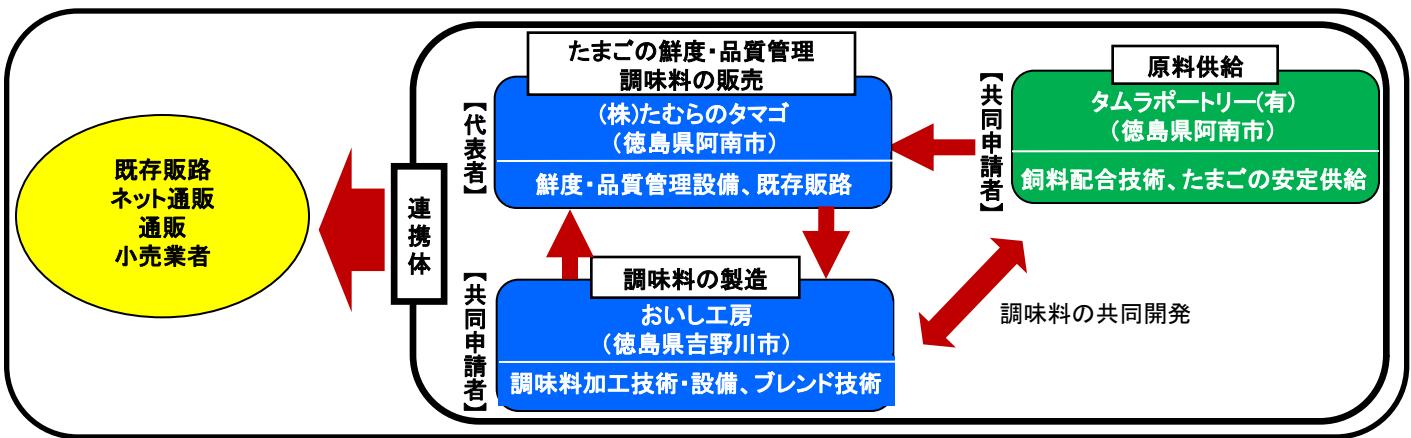 既存販路
ネット通販
通販
小売業者
連携体
【代表者】
たまごの鮮度・品質管理
調味料の販売
(株)たむらのタマゴ
(徳島県阿南市)
鮮度・品質管理設備、既存販路
【共同申請者】
原料供給
タムラポートリー(有)
(徳島県阿南市)
飼料配合技術、たまごの安定供給
【共同申請者】
調味料の製造
おいし工房
(徳島県吉野川市)
調味料加工技術・設備、ブレンド技術
調味料の共同開発